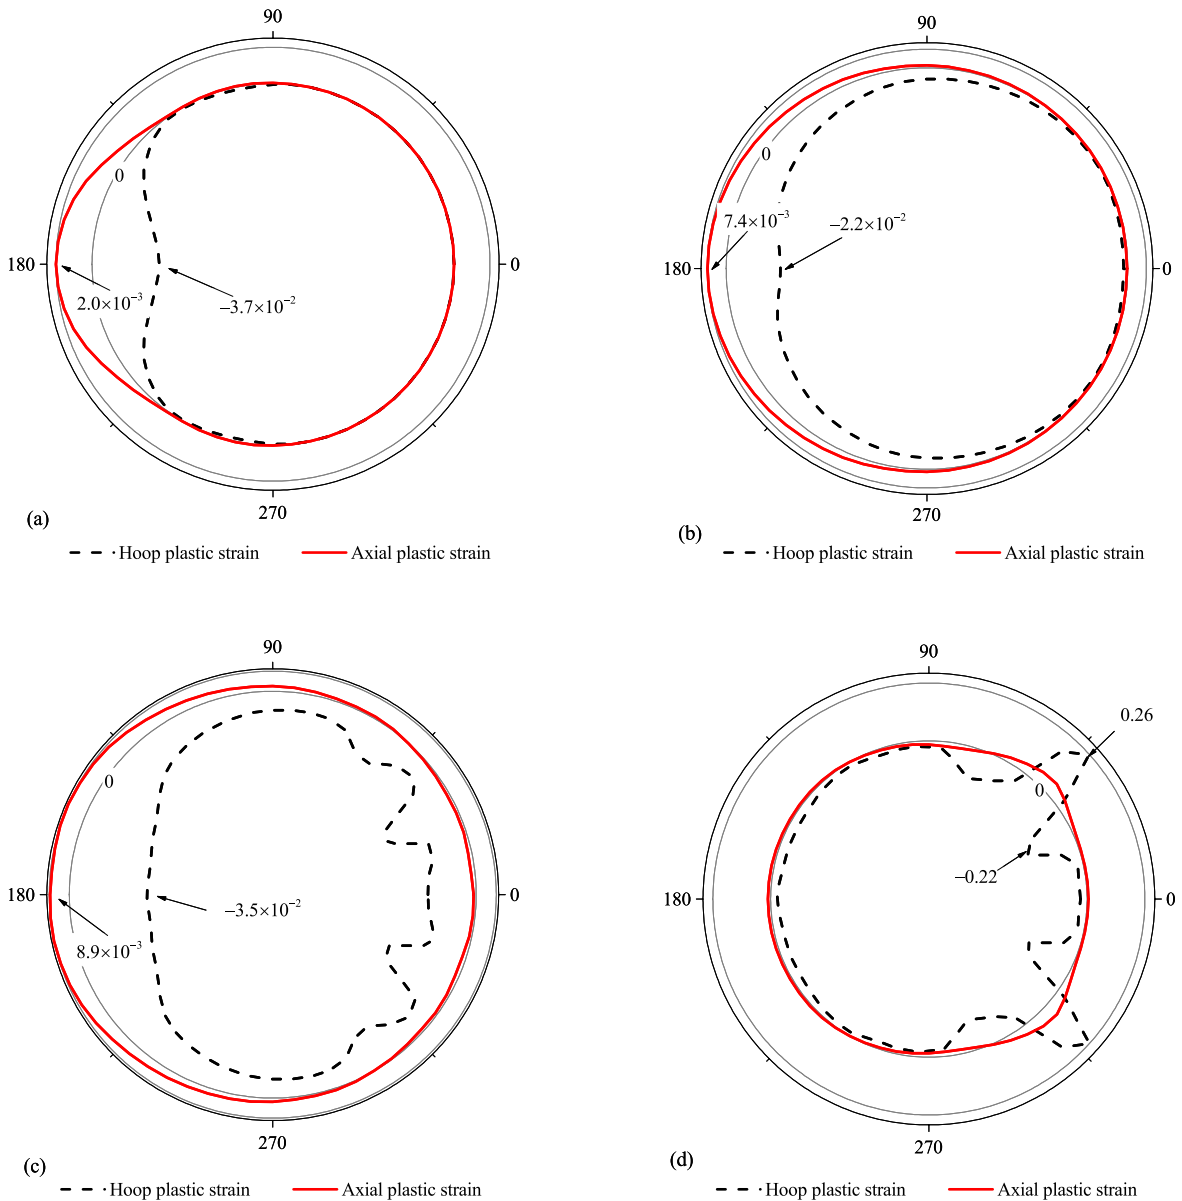 90
0
180
0
2.0×10⁻³
−3.7×10⁻²
270
(a)
Hoop plastic strain
Axial plastic strain
90
0
7.4×10⁻³
−2.2×10⁻²
180
0
270
(b)
Hoop plastic strain
Axial plastic strain
90
0
180
0
−3.5×10⁻²
8.9×10⁻³
270
(c)
Hoop plastic strain
Axial plastic strain
90
0.26
0
−0.22
180
0
270
(d)
Hoop plastic strain
Axial plastic strain